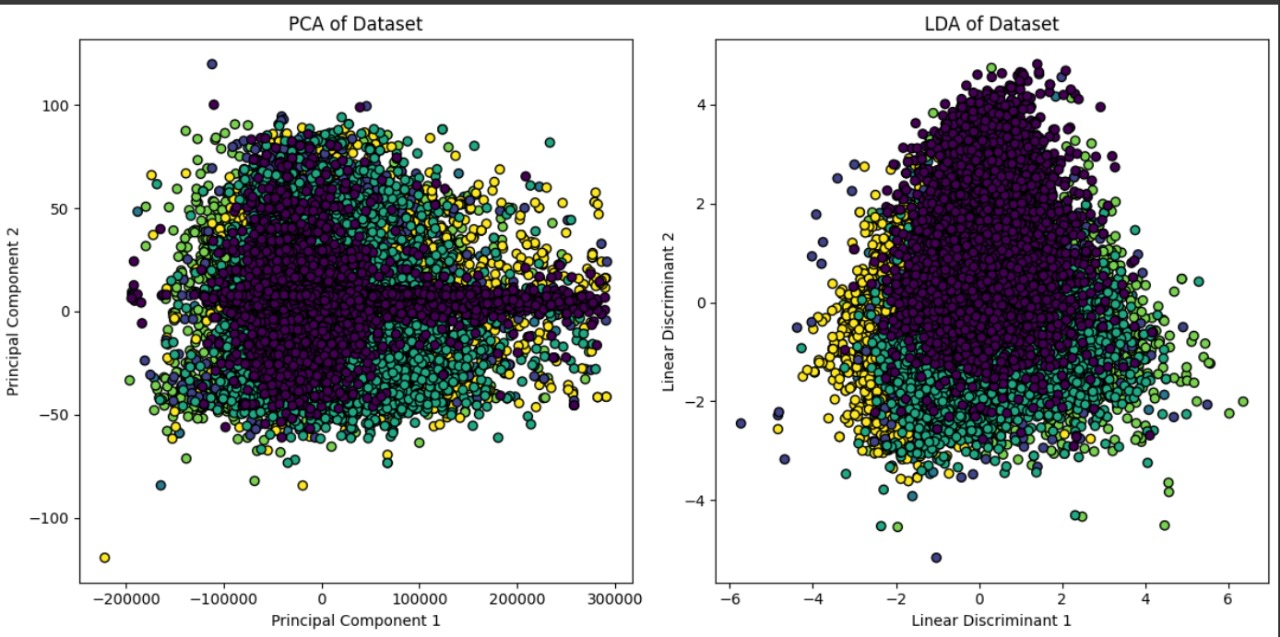 PCA of Dataset
100
50
0
−50
−100
Principal Component 2
−200000 −100000 0 100000 200000 300000
Principal Component 1
LDA of Dataset
4
2
0
−2
−4
Linear Discriminant 2
−6 −4 −2 0 2 4 6
Linear Discriminant 1